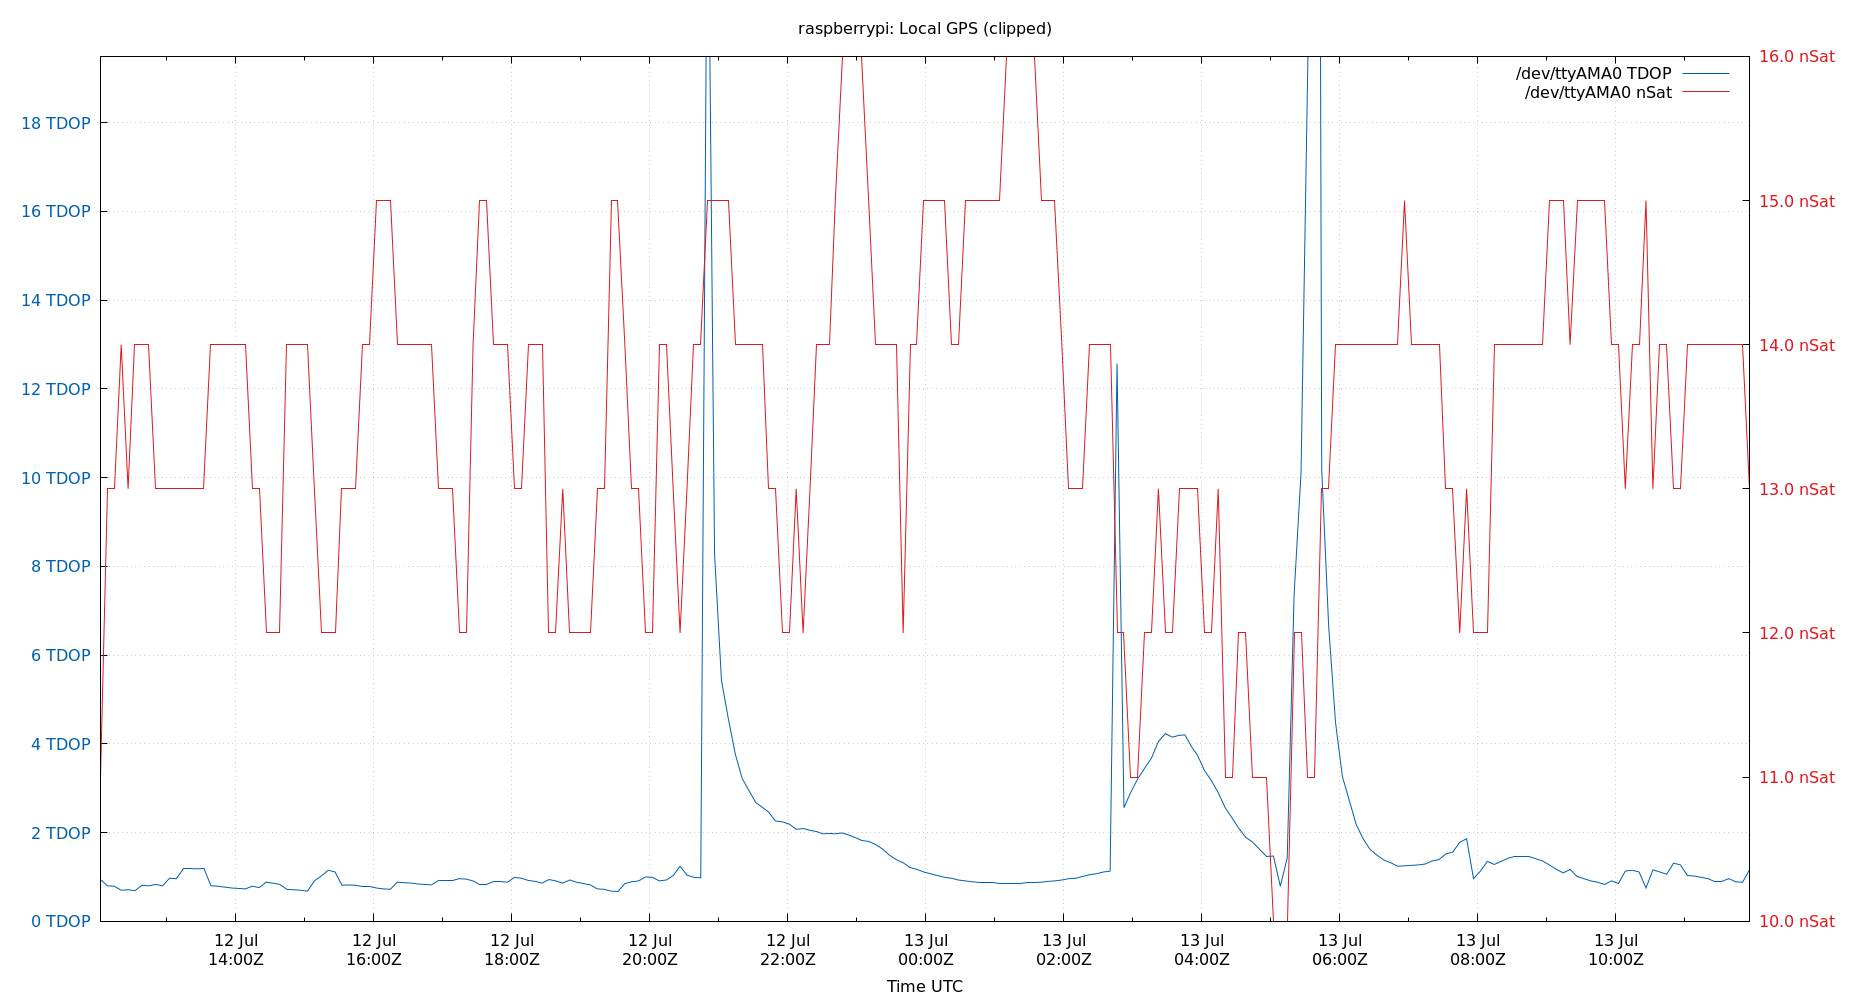 raspberrypi: Local GPS (clipped)
/dev/ttyAMA0 TDOP
/dev/ttyAMA0 nSat
18 TDOP
16 TDOP
14 TDOP
12 TDOP
10 TDOP
8 TDOP
6 TDOP
4 TDOP
2 TDOP
0 TDOP
16.0 nSat
15.0 nSat
14.0 nSat
13.0 nSat
12.0 nSat
11.0 nSat
10.0 nSat
12 Jul
14:00Z
12 Jul
16:00Z
12 Jul
18:00Z
12 Jul
20:00Z
12 Jul
22:00Z
13 Jul
00:00Z
13 Jul
02:00Z
13 Jul
04:00Z
13 Jul
06:00Z
13 Jul
08:00Z
13 Jul
10:00Z
Time UTC